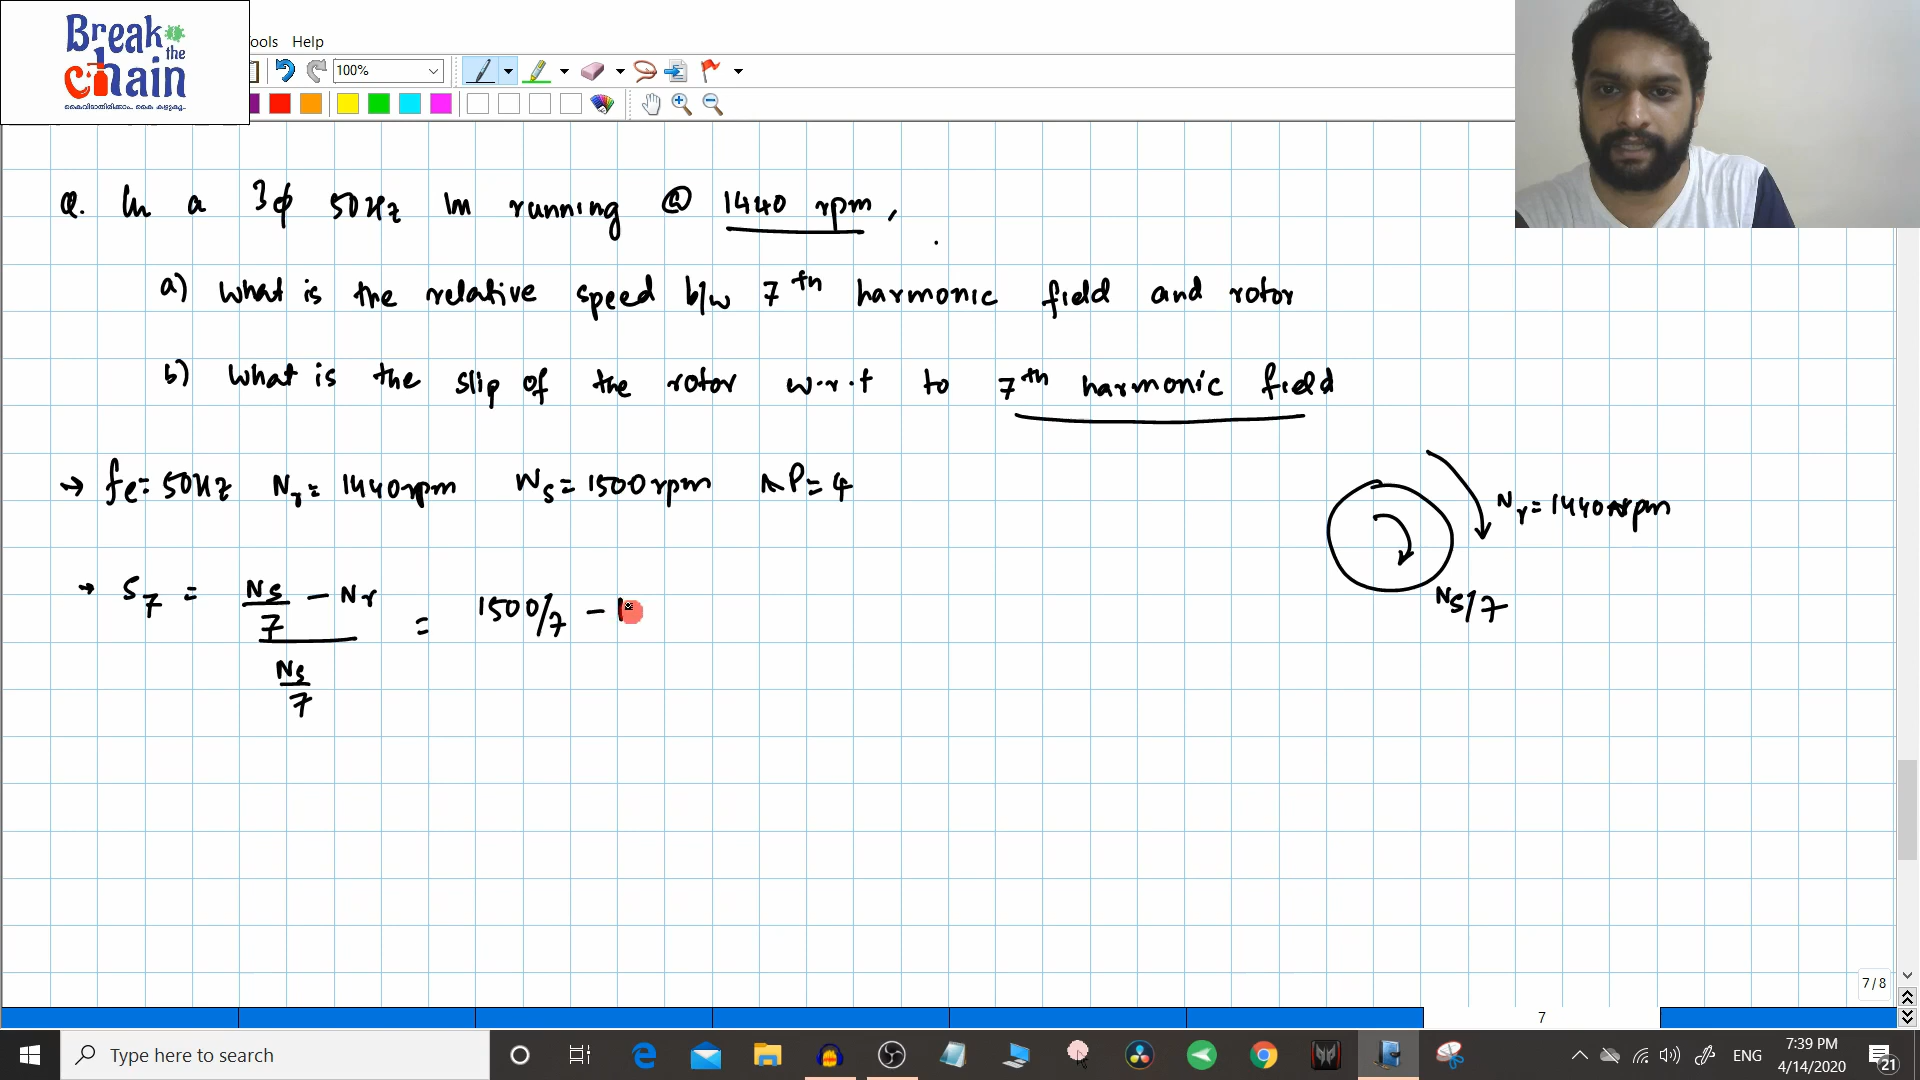 Break
the
chain
കൈവിടാതിരിക്കാം.. കൈ കഴുകൂ..
ools Help
100%
Q. In a 3ϕ 50Hz IM running @ 1440 rpm,
a) What is the relative speed b/w 7th harmonic field and rotor
b) What is the slip of the rotor w.r.t to 7th harmonic field
→ fe = 50Hz Nr = 1440rpm Ns = 1500rpm P = 4
Nr = 1440rpm
Ns/7
→ S7 = (Ns/7 − Nr) / (Ns/7) = 1500/7 − 1
7 / 8
7
Type here to search
ENG
7:39 PM
4/14/2020
21